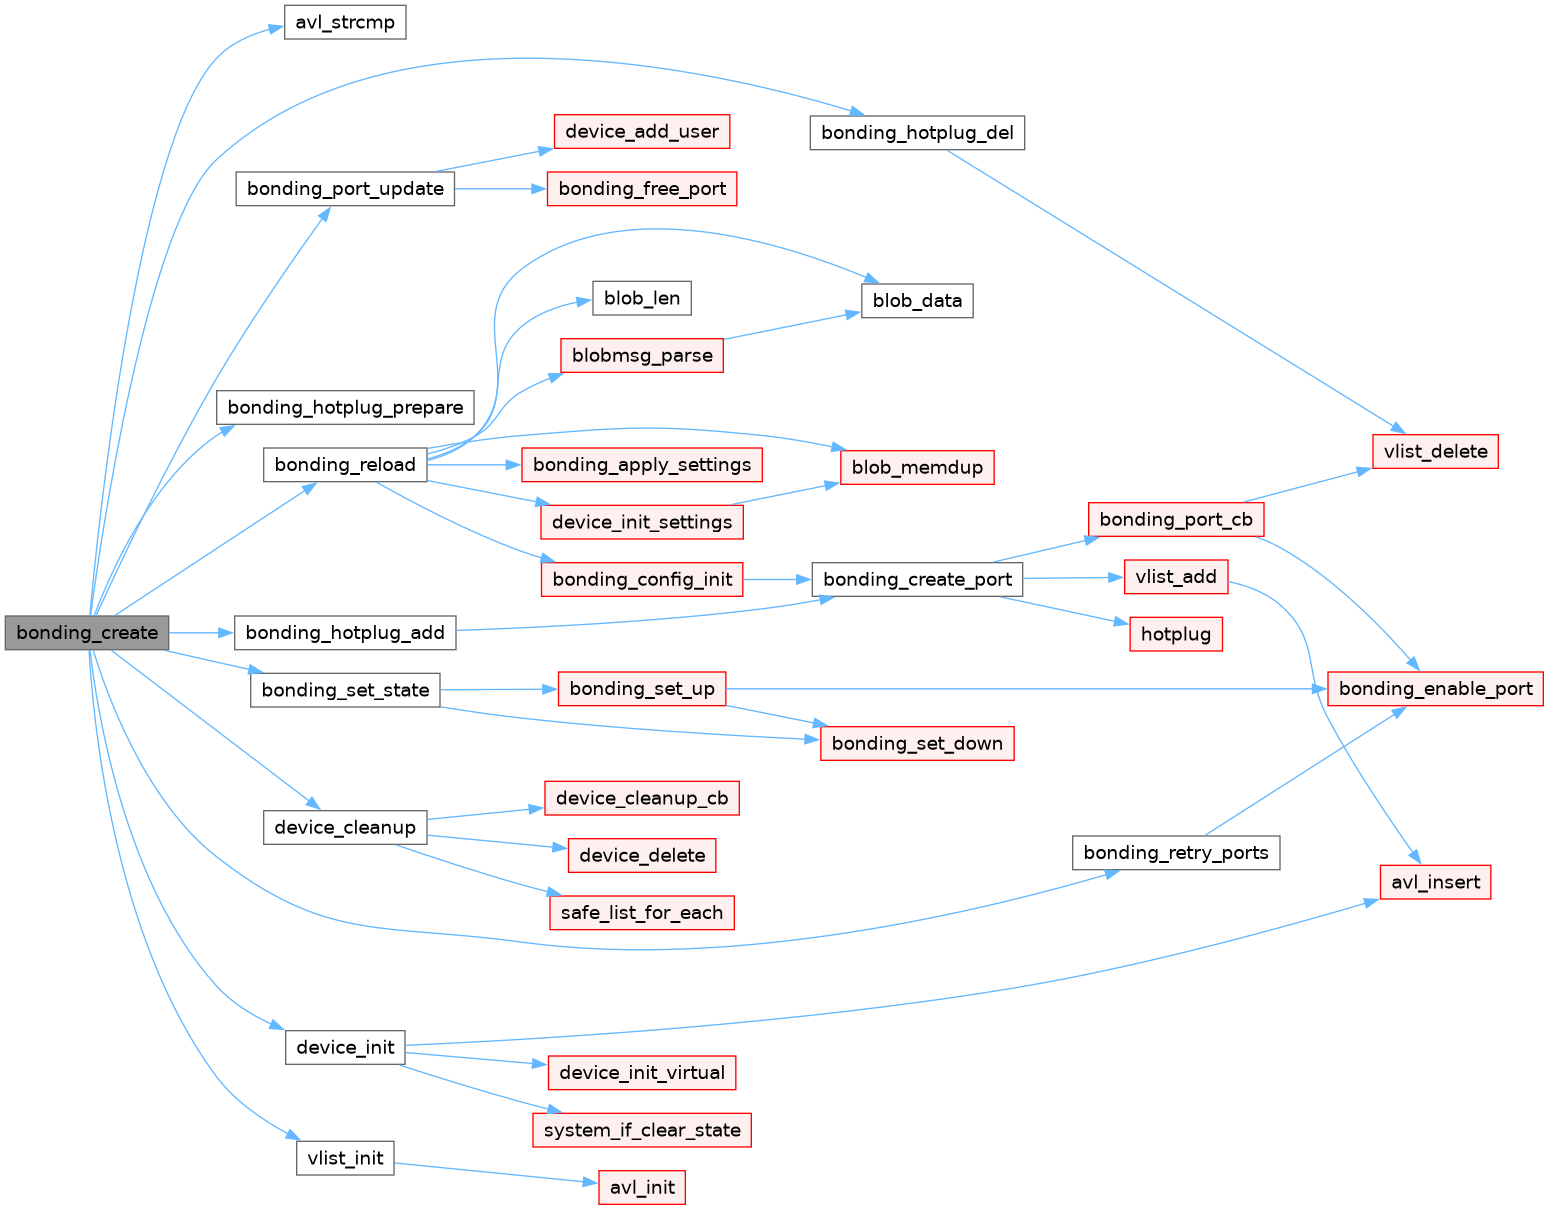 avl_strcmp
bonding_hotplug_del
device_add_user
bonding_port_update
bonding_free_port
blob_len
blob_data
blobmsg_parse
bonding_hotplug_prepare
vlist_delete
bonding_reload
bonding_apply_settings
blob_memdup
device_init_settings
bonding_port_cb
bonding_config_init
bonding_create_port
vlist_add
bonding_create
bonding_hotplug_add
hotplug
bonding_set_state
bonding_set_up
bonding_enable_port
bonding_set_down
device_cleanup_cb
device_cleanup
device_delete
bonding_retry_ports
avl_insert
safe_list_for_each
device_init
device_init_virtual
system_if_clear_state
vlist_init
avl_init